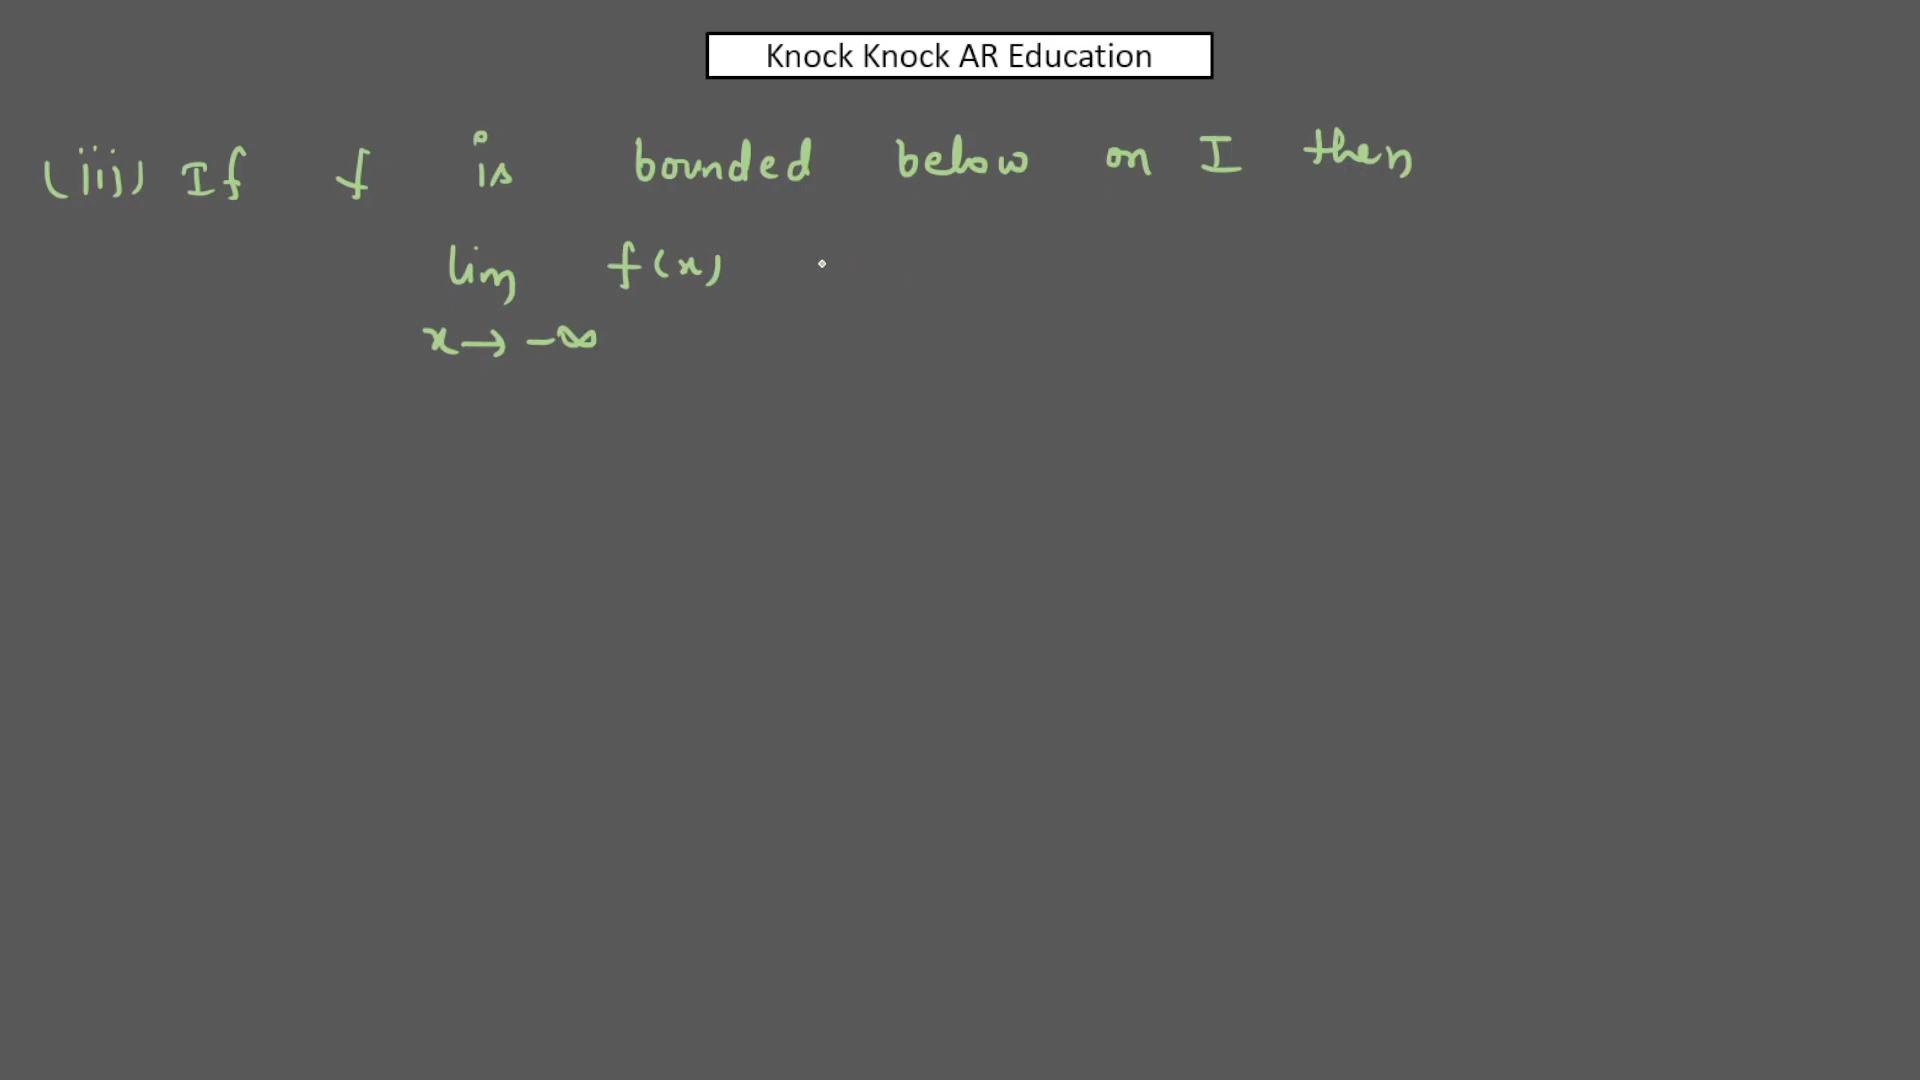 Knock Knock AR Education
(iii) If f is bounded below on I then
lim f(x)
x → -∞